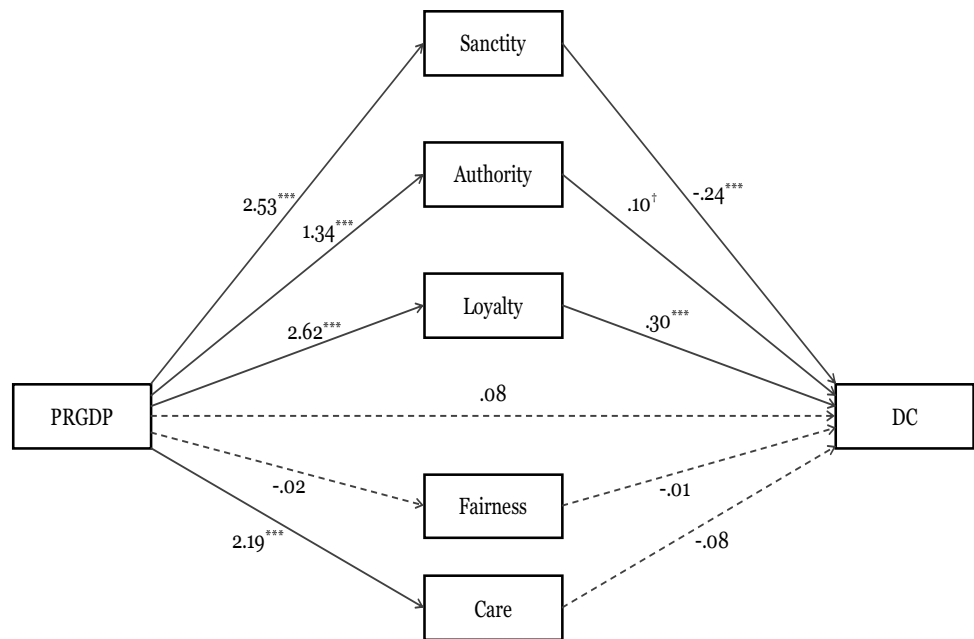 Sanctity
Authority
2.53***
-.24***
.10†
1.34***
Loyalty
2.62***
.30***
PRGDP
.08
DC
-.02
Fairness
-.01
2.19***
-.08
Care